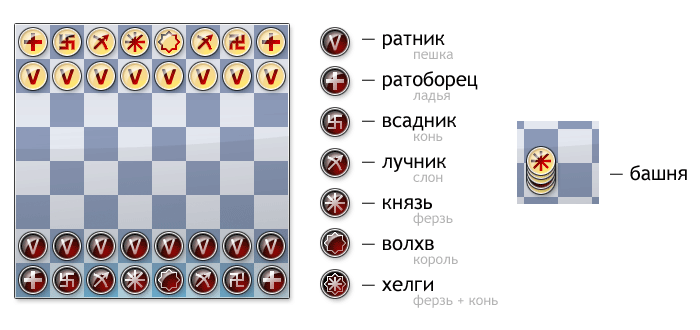 ратник
пешка
ратоборец
ладья
всадник
конь
лучник
слон
князь
ферзь
волхв
король
хелги
ферзь + конь
башня